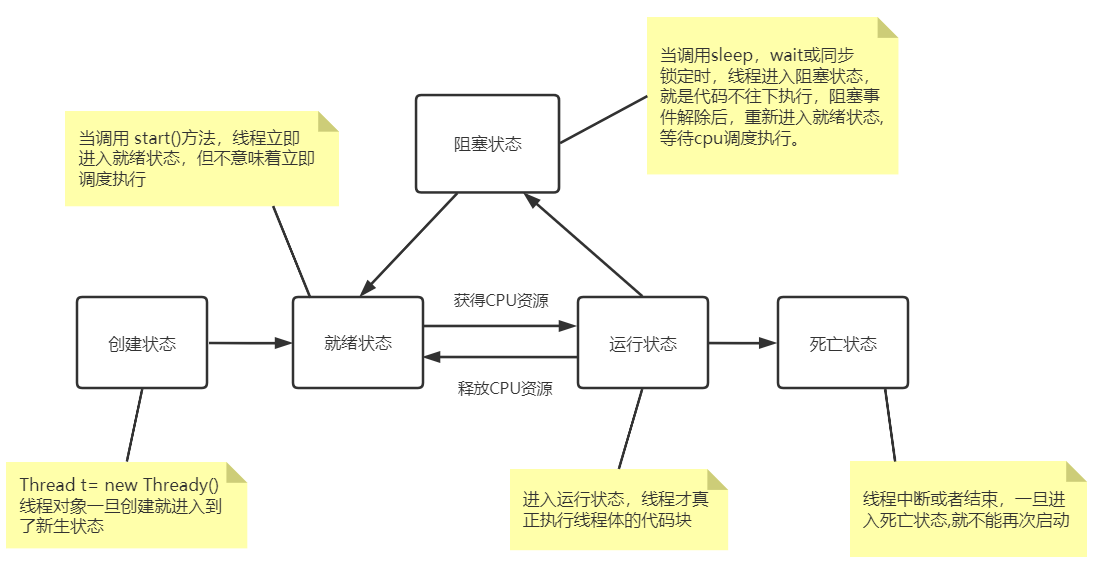 当调用sleep，wait或同步
锁定时，线程进入阻塞状态，
就是代码不往下执行，阻塞事
件解除后，重新进入就绪状态,
等待cpu调度执行。
当调用 start()方法，线程立即
进入就绪状态，但不意味着立即
调度执行
阻塞状态
获得CPU资源
创建状态
就绪状态
运行状态
死亡状态
释放CPU资源
Thread t= new Thready()
线程对象一旦创建就进入到
了新生状态
进入运行状态，线程才真
正执行线程体的代码块
线程中断或者结束，一旦进
入死亡状态,就不能再次启动